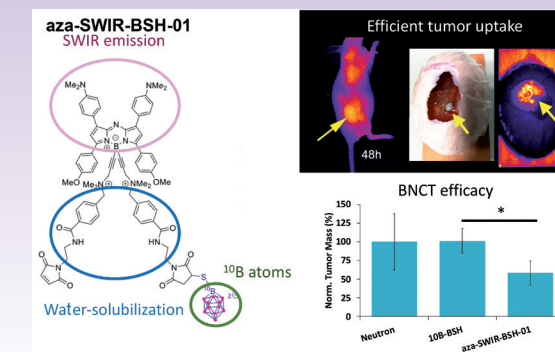 aza-SWIR-BSH-01
SWIR emission
Me₂N
NMe₂
N
N
N
B
⊖
⊕
MeO
OMe
Me₂N
⊕
NMe₂
⊕
O
NH
O
HN
O
N
O
O
N
O
S
10B
2⊖
¹⁰B atoms
Water-solubilization
Efficient tumor uptake
48h
BNCT efficacy
Norm. Tumor Mass (%)
150
125
100
75
50
25
0
*
Neutron
10B-BSH
aza-SWIR-BSH-01